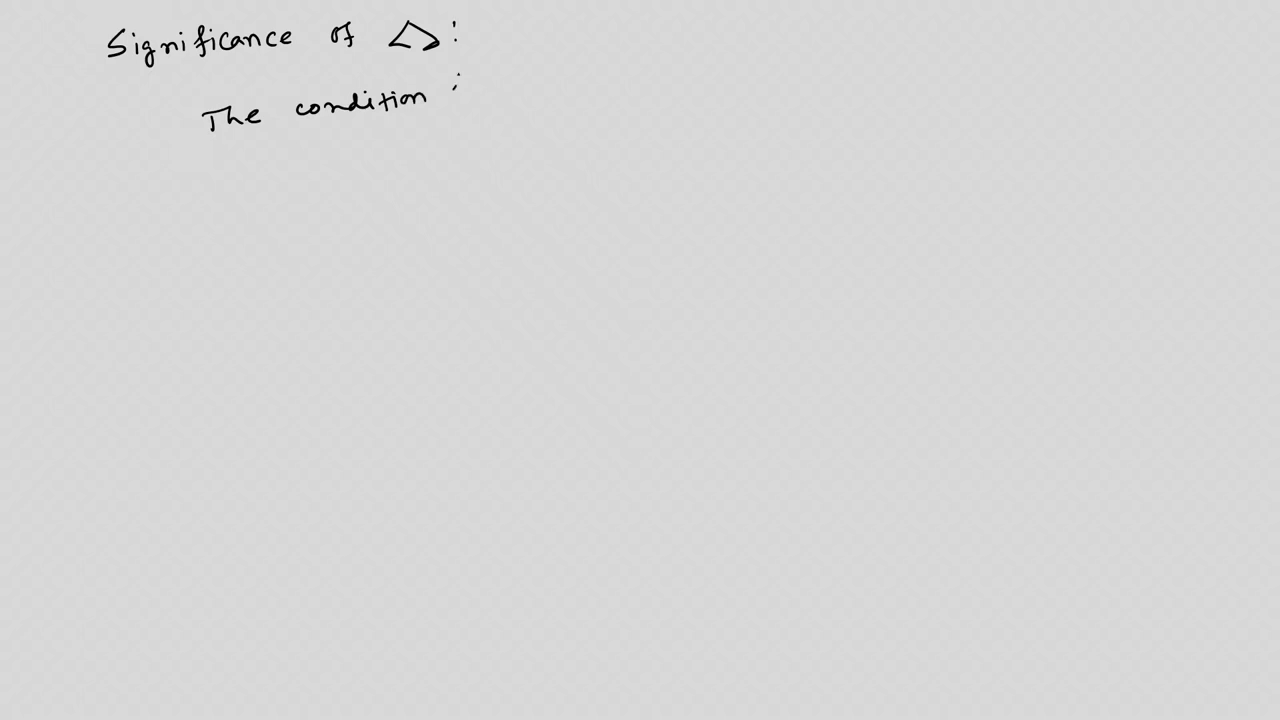 Significance of △:
The condition :